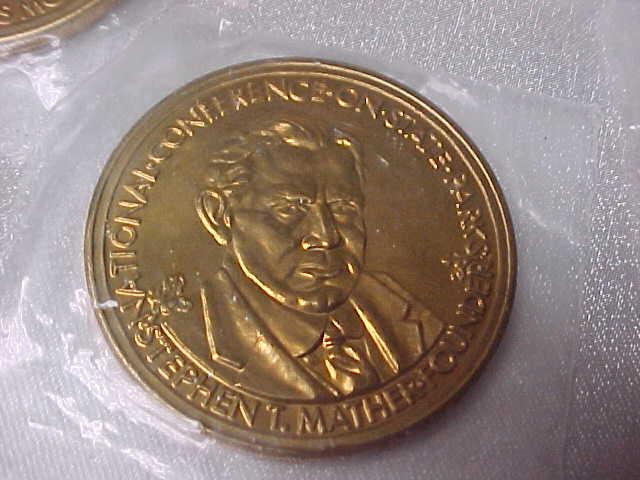 NATIONAL·CONFERENCE·ON·STATE·PARKS
STEPHEN T. MATHER·FOUNDER